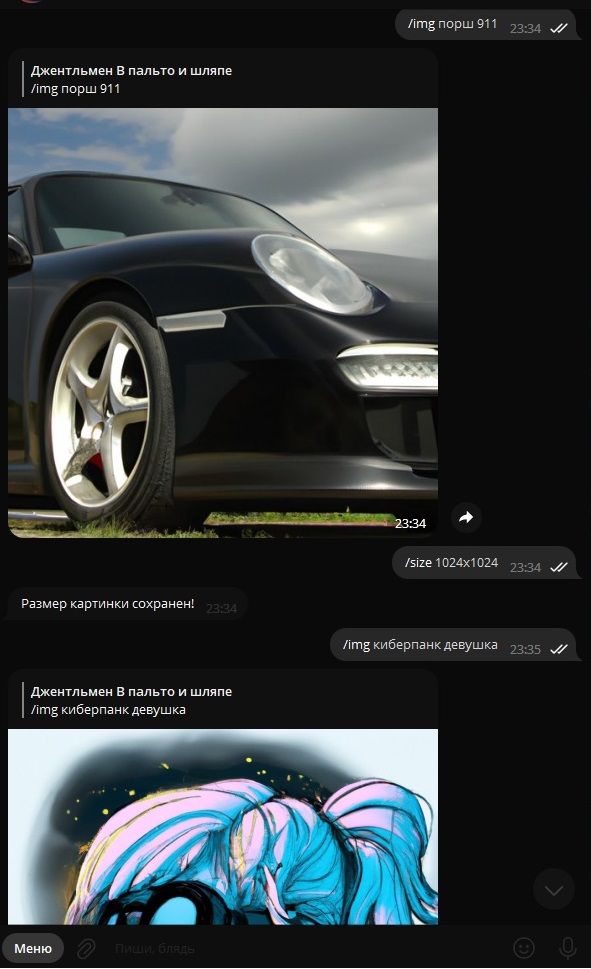 /img порш 911 23:34
Джентльмен В пальто и шляпе
/img порш 911
23:34
/size 1024x1024 23:34
Размер картинки сохранен! 23:34
/img киберпанк девушка 23:35
Джентльмен В пальто и шляпе
/img киберпанк девушка
Меню Пиши, блядь